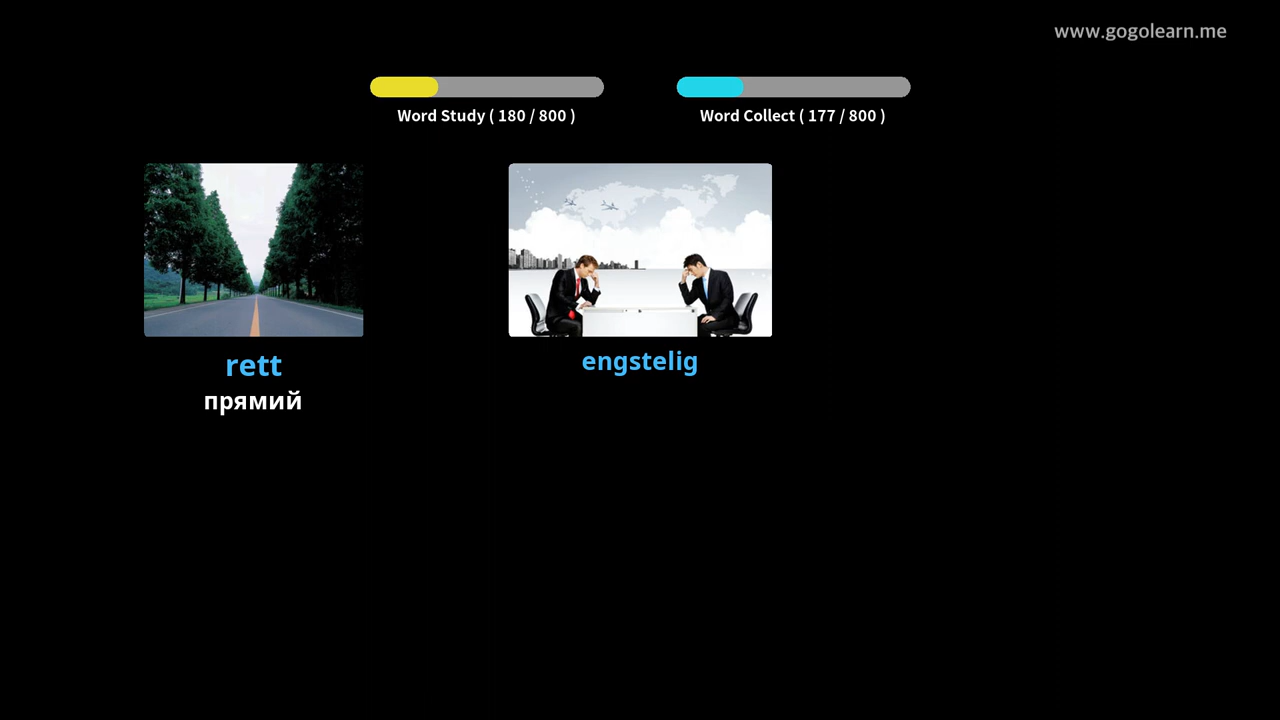 www.gogolearn.me
Word Study ( 180 / 800 )
Word Collect ( 177 / 800 )
rett
прямий
engstelig